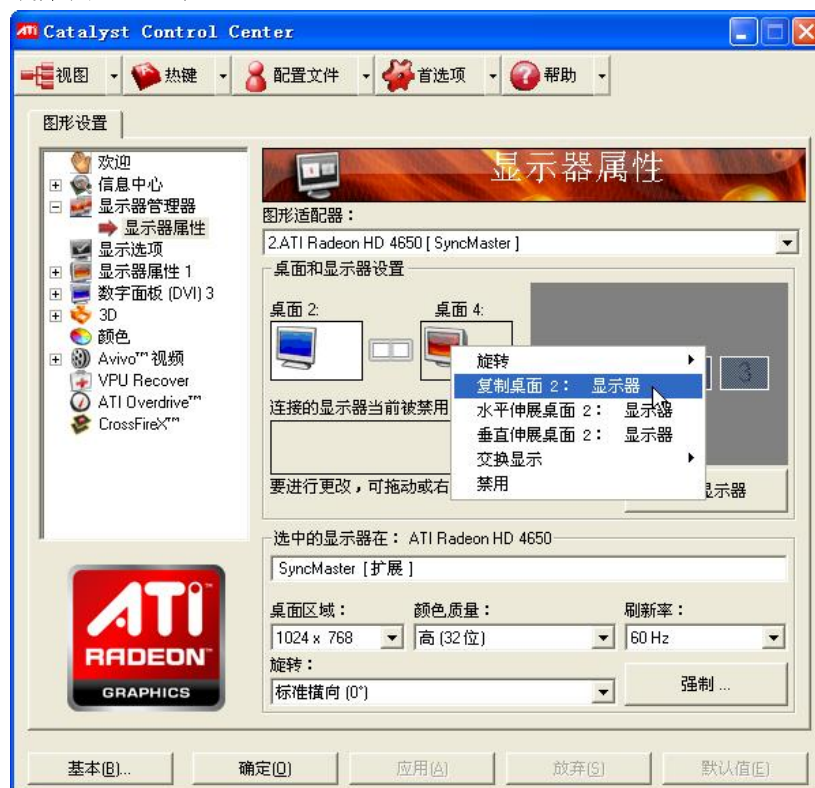 ATI Catalyst Control Center
视图 热键 配置文件 首选项 帮助
图形设置
欢迎
信息中心
显示器管理器
显示器属性
显示选项
显示器属性 1
数字面板 (DVI) 3
3D
颜色
Avivo™ 视频
VPU Recover
ATI Overdrive™
CrossFireX™
ATI
RADEON
GRAPHICS
显示器属性
图形适配器：
2.ATI Radeon HD 4650 [ SyncMaster ]
桌面和显示器设置
桌面 2: 桌面 4:
3
旋转
复制桌面 2： 显示器
水平伸展桌面 2： 显示器
垂直伸展桌面 2： 显示器
交换显示
禁用
连接的显示器当前被禁用
要进行更改，可拖动或右
显示器
选中的显示器在： ATI Radeon HD 4650
SyncMaster [ 扩展 ]
桌面区域： 颜色质量： 刷新率：
1024 x 768 高 (32 位) 60 Hz
旋转：
标准横向 (0°) 强制 ...
基本(B)... 确定(O) 应用(A) 放弃(S) 默认值(E)